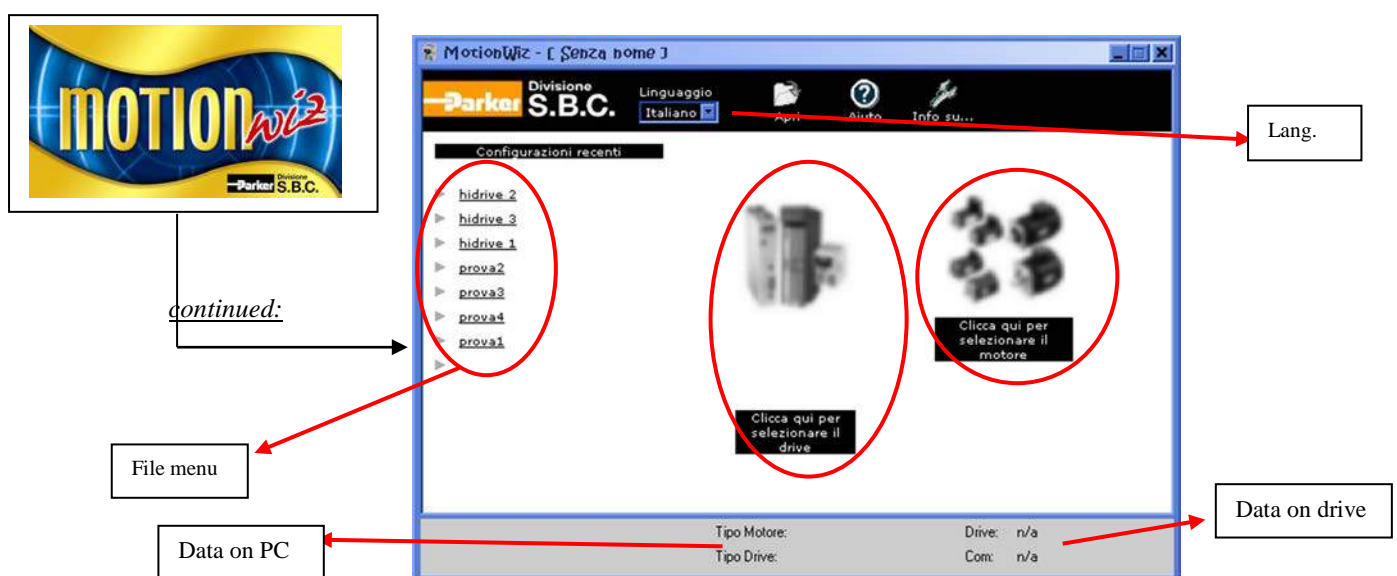 MOTIONwiz
Divisione
Parker S.B.C.
continued:
MotionWiz - [ Senza nome ]
Parker
Divisione
S.B.C.
Linguaggio
Italiano
Apri
Aiuto
Info su...
Configurazioni recenti
hidrive 2
hidrive 3
hidrive 1
prova2
prova3
prova4
prova1
Clicca qui per
selezionare il
drive
Clicca qui per
selezionare il
motore
Tipo Motore:
Drive: n/a
Tipo Drive:
Com: n/a
Lang.
File menu
Data on PC
Data on drive